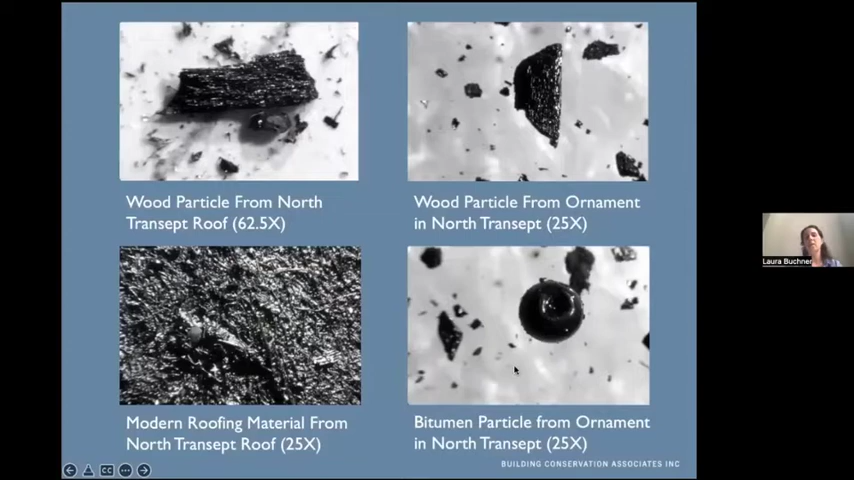 Wood Particle From North
Transept Roof (62.5X)
Wood Particle From Ornament
in North Transept (25X)
Modern Roofing Material From
North Transept Roof (25X)
Bitumen Particle from Ornament
in North Transept (25X)
BUILDING CONSERVATION ASSOCIATES INC
CC
Laura Buchner